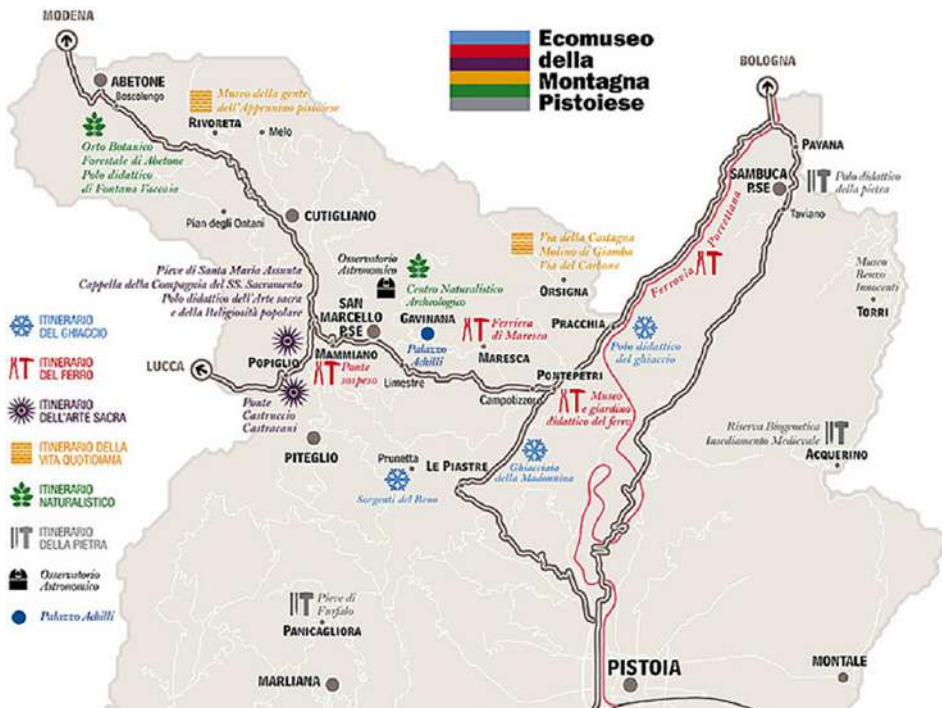 MODENA
Ecomuseo
della
Montagna
Pistoiese
BOLOGNA
ABETONE
Boscolungo
Museo della gente
dell'Appennino pistoiese
RIVORETA
Melo
Orto Botanico
Forestale di Abetone
Polo didattico
di Fontana Vaccaia
PAVANA
SAMBUCA
P.SE
Polo didattico
della pietra
Taviano
Pian degli Ontani
CUTIGLIANO
Ferrovia Porrettana
Via della Castagna
Molino di Giamba
Via del Carbone
ORSIGNA
Osservatorio
Astronomico
Centro Naturalistico
Archeologico
Pieve di Santa Maria Assunta
Cappella della Compagnia del SS. Sacramento
Polo didattico dell'Arte sacra
e della Religiosità popolare
Museo
Renzo
Innocenti
TORRI
SAN
MARCELLO
P.SE
GAVINANA
Palazzo
Achilli
Ferriera
di Maresca
MARESCA
PRACCHIA
Polo didattico
del ghiaccio
ITINERARIO
DEL GHIACCIO
ITINERARIO
DEL FERRO
ITINERARIO
DELL'ARTE SACRA
ITINERARIO DELLA
VITA QUOTIDIANA
ITINERARIO
NATURALISTICO
ITINERARIO
DELLA PIETRA
Osservatorio
Astronomico
Palazzo Achilli
LUCCA
POPIGLIO
MAMMIANO
Ponte
sospeso
Limestre
Campotizzoro
PONTEPETRI
Ponte
Castruccio
Castracani
Museo
e giardino
didattico del ferro
Riserva Biogenetica
Insediamento Medievale
ACQUERINO
PITEGLIO
Prunetta
LE PIASTRE
Sorgenti del Reno
Ghiacciaia
della Madonnina
Pieve di
Furfalo
PANICAGLIORA
MARLIANA
PISTOIA
MONTALE